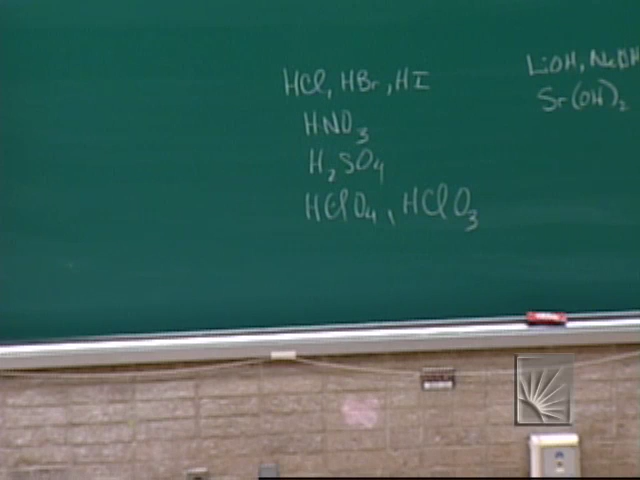 HCl, HBr, HI
HNO₃
H₂SO₄
HClO₄, HClO₃
LiOH, NaOH
Sr(OH)₂